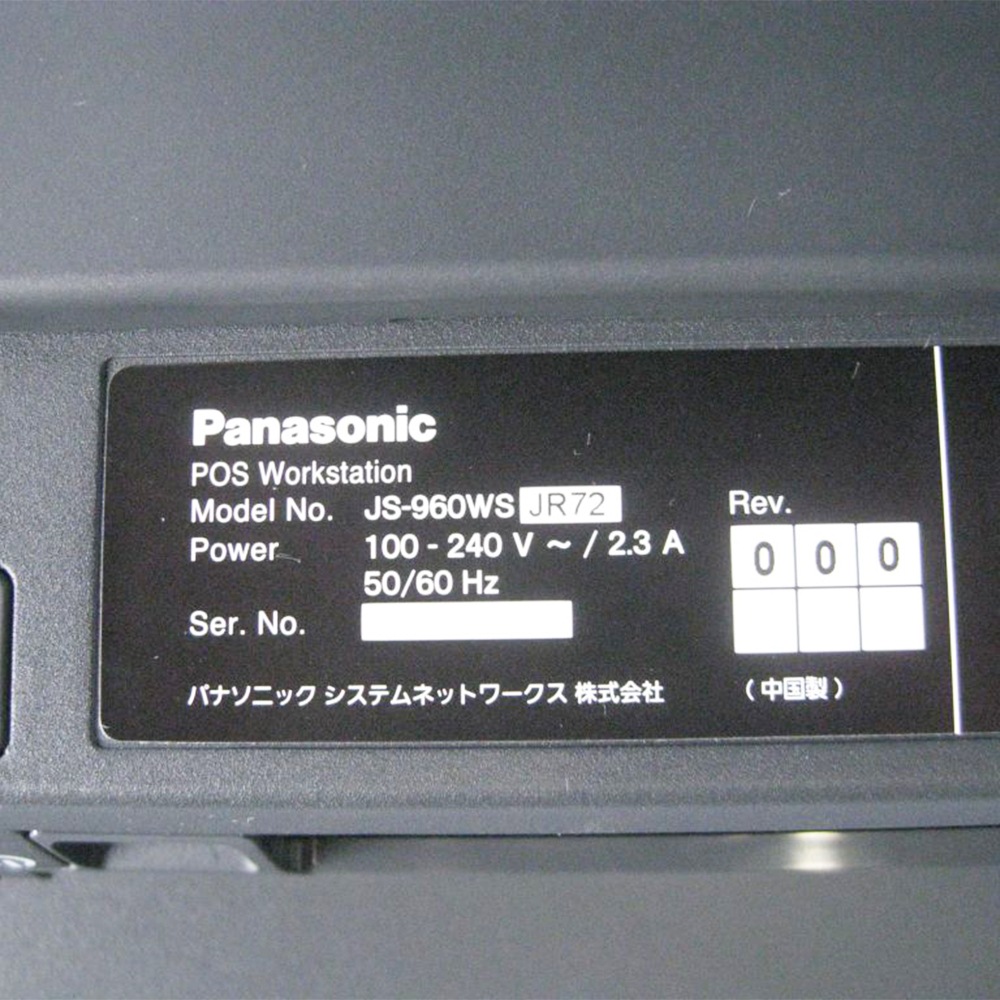 Panasonic
POS Workstation
Model No. JS-960WS JR72
Power 100 - 240 V ～ / 2.3 A
50/60 Hz
Ser. No.
Rev.
0 0 0
パナソニック システムネットワークス 株式会社
(中国製)